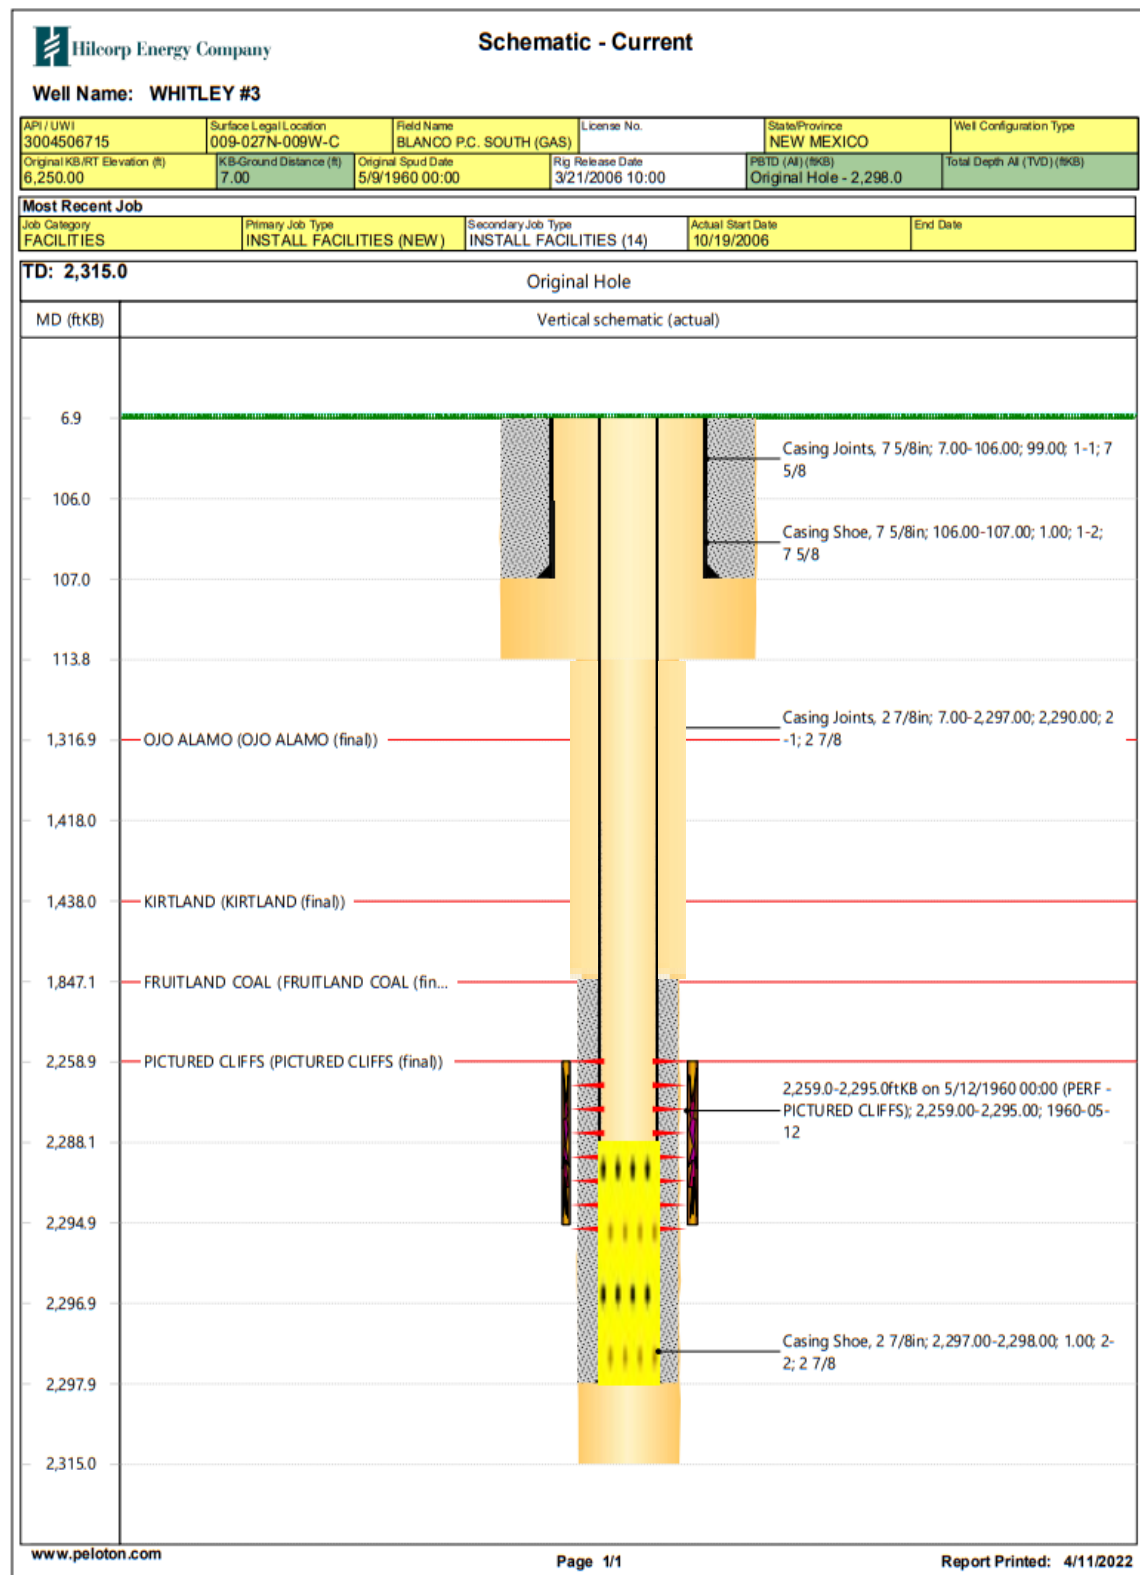 Hilcorp Energy Company
Schematic - Current
Well Name: WHITLEY #3
API / UWI
3004506715
Surface Legal Location
009-027N-009W-C
Field Name
BLANCO P.C. SOUTH (GAS)
License No.
State/Province
NEW MEXICO
Well Configuration Type
Original KB/RT Elevation (ft)
6,250.00
KB-Ground Distance (ft)
7.00
Original Spud Date
5/9/1960 00:00
Rig Release Date
3/21/2006 10:00
PBTD (All) (ftKB)
Original Hole - 2,298.0
Total Depth All (TVD) (ftKB)
Most Recent Job
Job Category
FACILITIES
Primary Job Type
INSTALL FACILITIES (NEW)
Secondary Job Type
INSTALL FACILITIES (14)
Actual Start Date
10/19/2006
End Date
TD: 2,315.0
Original Hole
MD (ftKB)
Vertical schematic (actual)
6.9
Casing Joints, 7 5/8in; 7.00-106.00; 99.00; 1-1; 7
5/8
106.0
Casing Shoe, 7 5/8in; 106.00-107.00; 1.00; 1-2;
7 5/8
107.0
113.8
Casing Joints, 2 7/8in; 7.00-2,297.00; 2,290.00; 2
-1; 2 7/8
1,316.9
OJO ALAMO (OJO ALAMO (final))
1,418.0
1,438.0
KIRTLAND (KIRTLAND (final))
1,847.1
FRUITLAND COAL (FRUITLAND COAL (fin...
2,258.9
PICTURED CLIFFS (PICTURED CLIFFS (final))
2,259.0-2,295.0ftKB on 5/12/1960 00:00 (PERF -
PICTURED CLIFFS); 2,259.00-2,295.00; 1960-05-
12
2,288.1
2,294.9
2,296.9
Casing Shoe, 2 7/8in; 2,297.00-2,298.00; 1.00; 2-
2; 2 7/8
2,297.9
2,315.0
www.peloton.com
Page 1/1
Report Printed: 4/11/2022